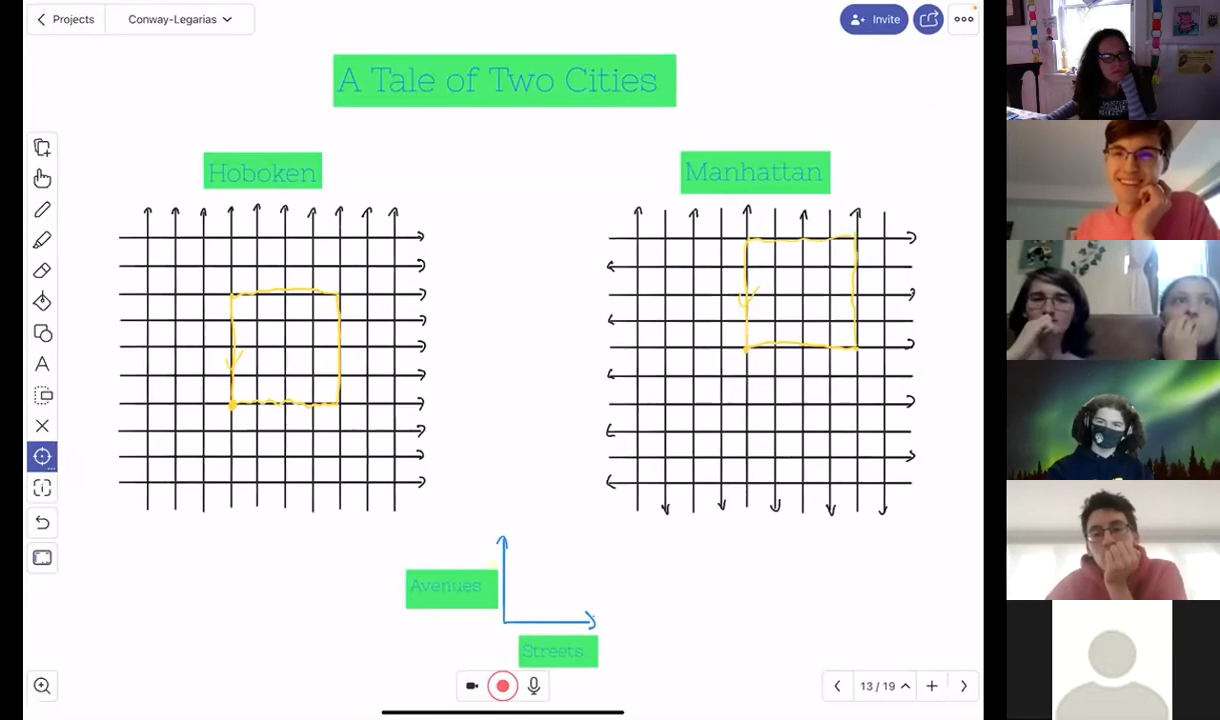 Projects
Conway-Legarias
Invite
A Tale of Two Cities
Hoboken
Manhattan
Avenues
Streets
13 / 19